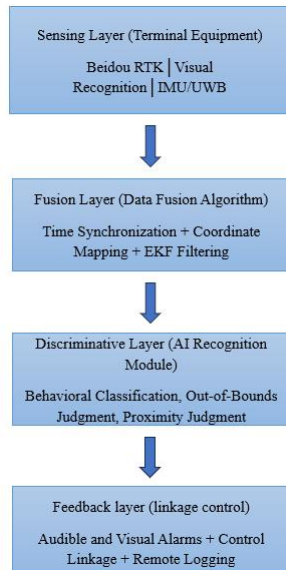 Sensing Layer (Terminal Equipment)
Beidou RTK│Visual
Recognition│IMU/UWB
Fusion Layer (Data Fusion Algorithm)
Time Synchronization + Coordinate
Mapping + EKF Filtering
Discriminative Layer (AI Recognition
Module)
Behavioral Classification, Out-of-Bounds
Judgment, Proximity Judgment
Feedback layer (linkage control)
Audible and Visual Alarms + Control
Linkage + Remote Logging